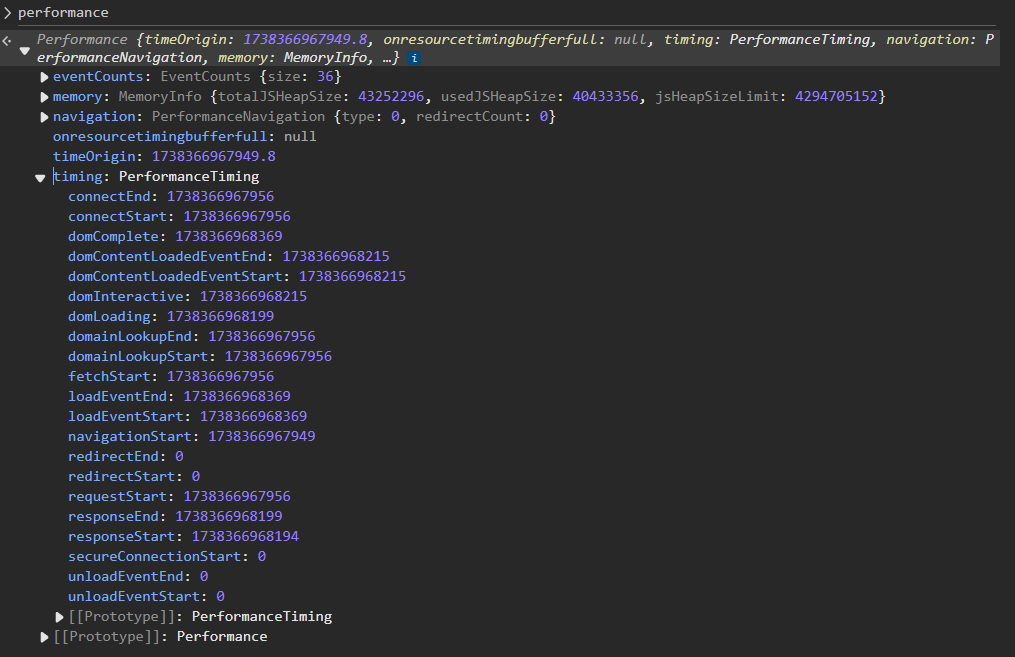 performance
Performance {timeOrigin: 1738366967949.8, onresourcetimingbufferfull: null, timing: PerformanceTiming, navigation: P
erformanceNavigation, memory: MemoryInfo, …} i
eventCounts: EventCounts {size: 36}
memory: MemoryInfo {totalJSHeapSize: 43252296, usedJSHeapSize: 40433356, jsHeapSizeLimit: 4294705152}
navigation: PerformanceNavigation {type: 0, redirectCount: 0}
onresourcetimingbufferfull: null
timeOrigin: 1738366967949.8
timing: PerformanceTiming
connectEnd: 1738366967956
connectStart: 1738366967956
domComplete: 1738366968369
domContentLoadedEventEnd: 1738366968215
domContentLoadedEventStart: 1738366968215
domInteractive: 1738366968215
domLoading: 1738366968199
domainLookupEnd: 1738366967956
domainLookupStart: 1738366967956
fetchStart: 1738366967956
loadEventEnd: 1738366968369
loadEventStart: 1738366968369
navigationStart: 1738366967949
redirectEnd: 0
redirectStart: 0
requestStart: 1738366967956
responseEnd: 1738366968199
responseStart: 1738366968194
secureConnectionStart: 0
unloadEventEnd: 0
unloadEventStart: 0
[[Prototype]]: PerformanceTiming
[[Prototype]]: Performance